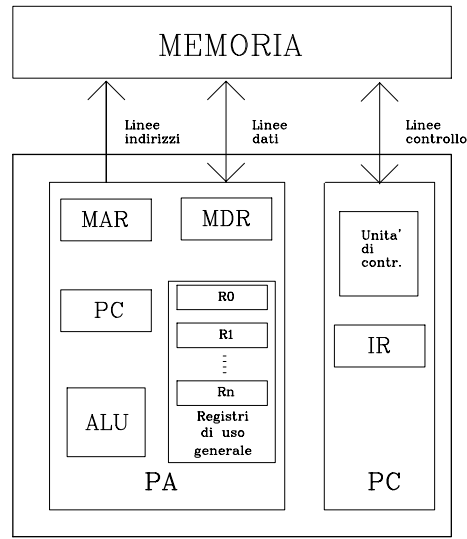 MEMORIA
Linee
indirizzi
Linee
dati
Linee
controllo
MAR
MDR
Unita'
di
contr.
PC
R0
R1
IR
Rn
ALU
Registri
di uso
generale
PA
PC